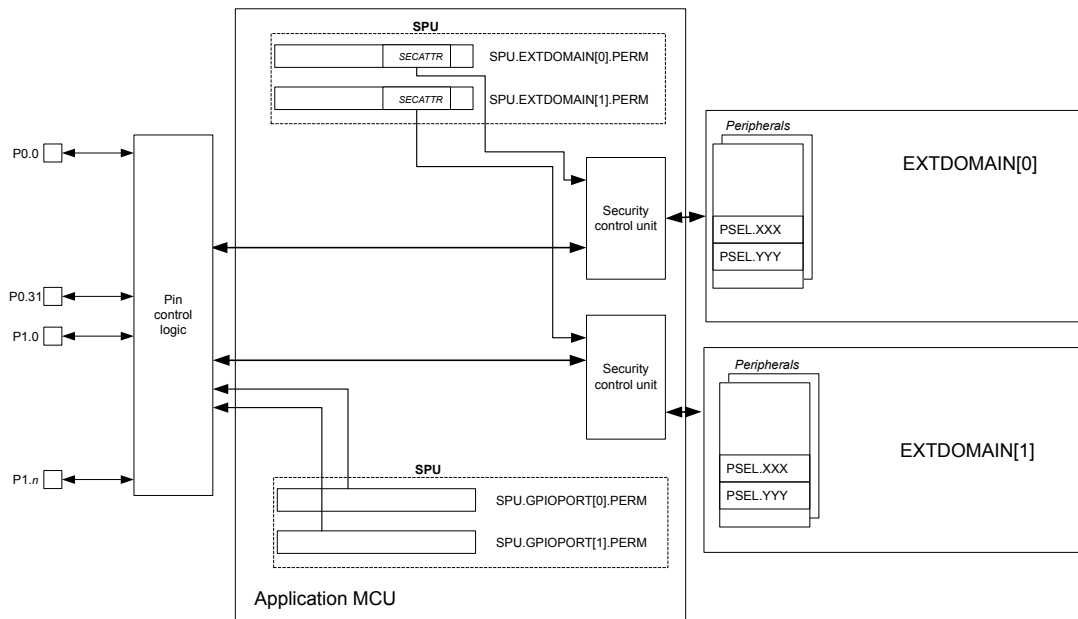 SPU
SECATTR
SPU.EXTDOMAIN[0].PERM
SECATTR
SPU.EXTDOMAIN[1].PERM
P0.0
P0.31
P1.0
P1.n
Pin
control
logic
Security
control unit
Security
control unit
Peripherals
EXTDOMAIN[0]
PSEL.XXX
PSEL.YYY
Peripherals
EXTDOMAIN[1]
PSEL.XXX
PSEL.YYY
SPU
SPU.GPIOPORT[0].PERM
SPU.GPIOPORT[1].PERM
Application MCU